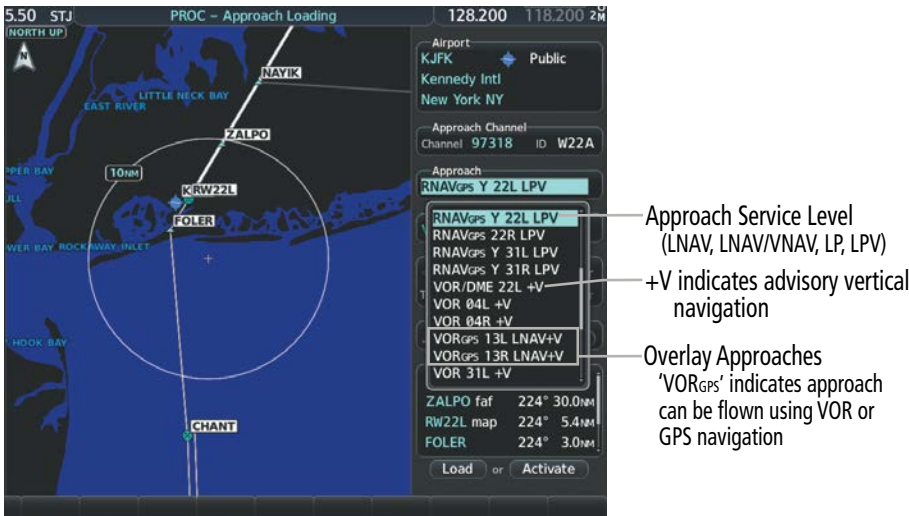 5.50 STJ
PROC – Approach Loading
128.200 118.200
NORTH UP
N
NAYIK
LITTLE NECK BAY
EAST RIVER
ZALPO
10NM
RW22L
FOLER
ROCKAWAY INLET
HOOK BAY
CHANT
Airport
KJFK Public
Kennedy Intl
New York NY
Approach Channel
Channel 97318 ID W22A
Approach
RNAVGPS Y 22L LPV
RNAVGPS Y 22L LPV
RNAVGPS 22R LPV
RNAVGPS Y 31L LPV
RNAVGPS Y 31R LPV
VOR/DME 22L +V
VOR 04L +V
VOR 04R +V
VORGPS 13L LNAV+V
VORGPS 13R LNAV+V
VOR 31L +V
ZALPO faf 224° 30.0NM
RW22L map 224° 5.4NM
FOLER 224° 3.0NM
Load or Activate
Approach Service Level
(LNAV, LNAV/VNAV, LP, LPV)
+V indicates advisory vertical
navigation
Overlay Approaches
'VORGPS' indicates approach
can be flown using VOR or
GPS navigation